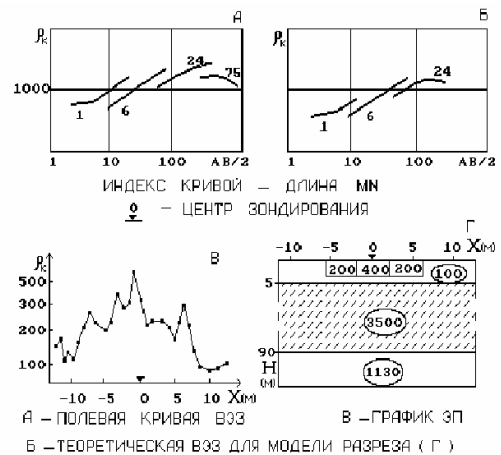 А
ρк
1000
1
6
24
75
1
10
100
AB/2
Б
ρк
1
6
24
1
10
100
AB/2
ИНДЕКС КРИВОЙ – ДЛИНА MN
0 – ЦЕНТР ЗОНДИРОВАНИЯ
В
ρк
500
300
200
100
-10
-5
0
5
10
X(м)
Г
-10
-5
0
5
10
X(м)
200
400
200
100
5
3500
90
H
(м)
1130
А – ПОЛЕВАЯ КРИВАЯ ВЭЗ
В –ГРАФИК ЭП
Б –ТЕОРЕТИЧЕСКАЯ ВЭЗ ДЛЯ МОДЕЛИ РАЗРЕЗА ( Г )